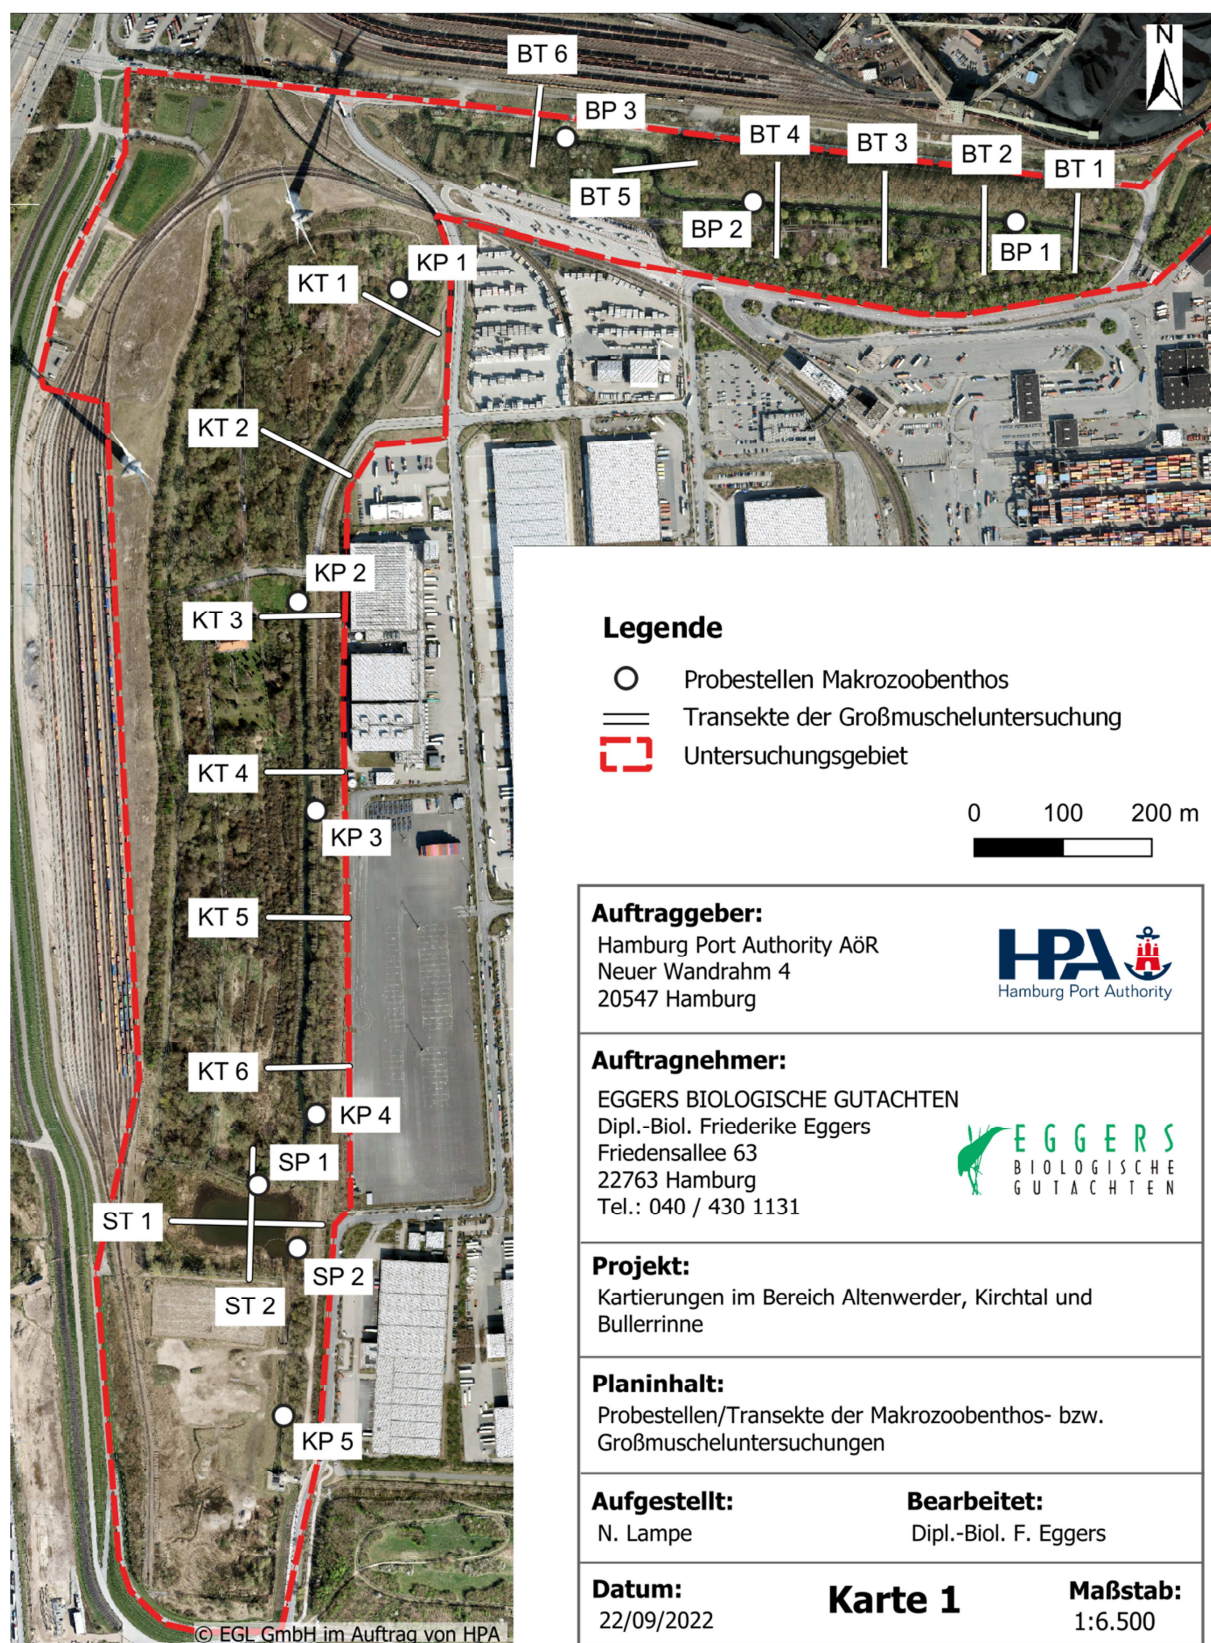 N
BT 6
BP 3
BT 4
BT 3
BT 2
BT 1
BT 5
BP 2
BP 1
KP 1
KT 1
KT 2
KP 2
KT 3
KT 4
KP 3
KT 5
KT 6
KP 4
SP 1
ST 1
SP 2
ST 2
KP 5
© EGL GmbH im Auftrag von HPA
Legende
Probestellen Makrozoobenthos
Transekte der Großmuscheluntersuchung
Untersuchungsgebiet
0 100 200 m
Auftraggeber:
Hamburg Port Authority AöR
Neuer Wandrahm 4
20547 Hamburg
HPA
Hamburg Port Authority
Auftragnehmer:
EGGERS BIOLOGISCHE GUTACHTEN
Dipl.-Biol. Friederike Eggers
Friedensallee 63
22763 Hamburg
Tel.: 040 / 430 1131
EGGERS
BIOLOGISCHE
GUTACHTEN
Projekt:
Kartierungen im Bereich Altenwerder, Kirchtal und
Bullerrinne
Planinhalt:
Probestellen/Transekte der Makrozoobenthos- bzw.
Großmuscheluntersuchungen
Aufgestellt:
N. Lampe
Bearbeitet:
Dipl.-Biol. F. Eggers
Datum:
22/09/2022
Karte 1
Maßstab:
1:6.500